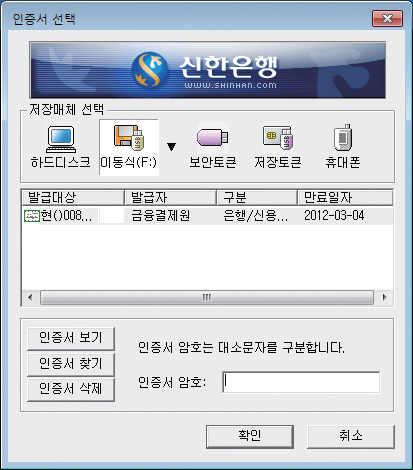 인증서 선택
신한은행
www.SHINHAN.com
저장매체 선택
하드디스크
이동식(F:)
보안토큰
저장토큰
휴대폰
발급대상 발급자 구분 만료일자
현()008... 금융결제원 은행/신용... 2012-03-04
인증서 보기
인증서 찾기
인증서 삭제
인증서 암호는 대소문자를 구분합니다.
인증서 암호:
확인
취소